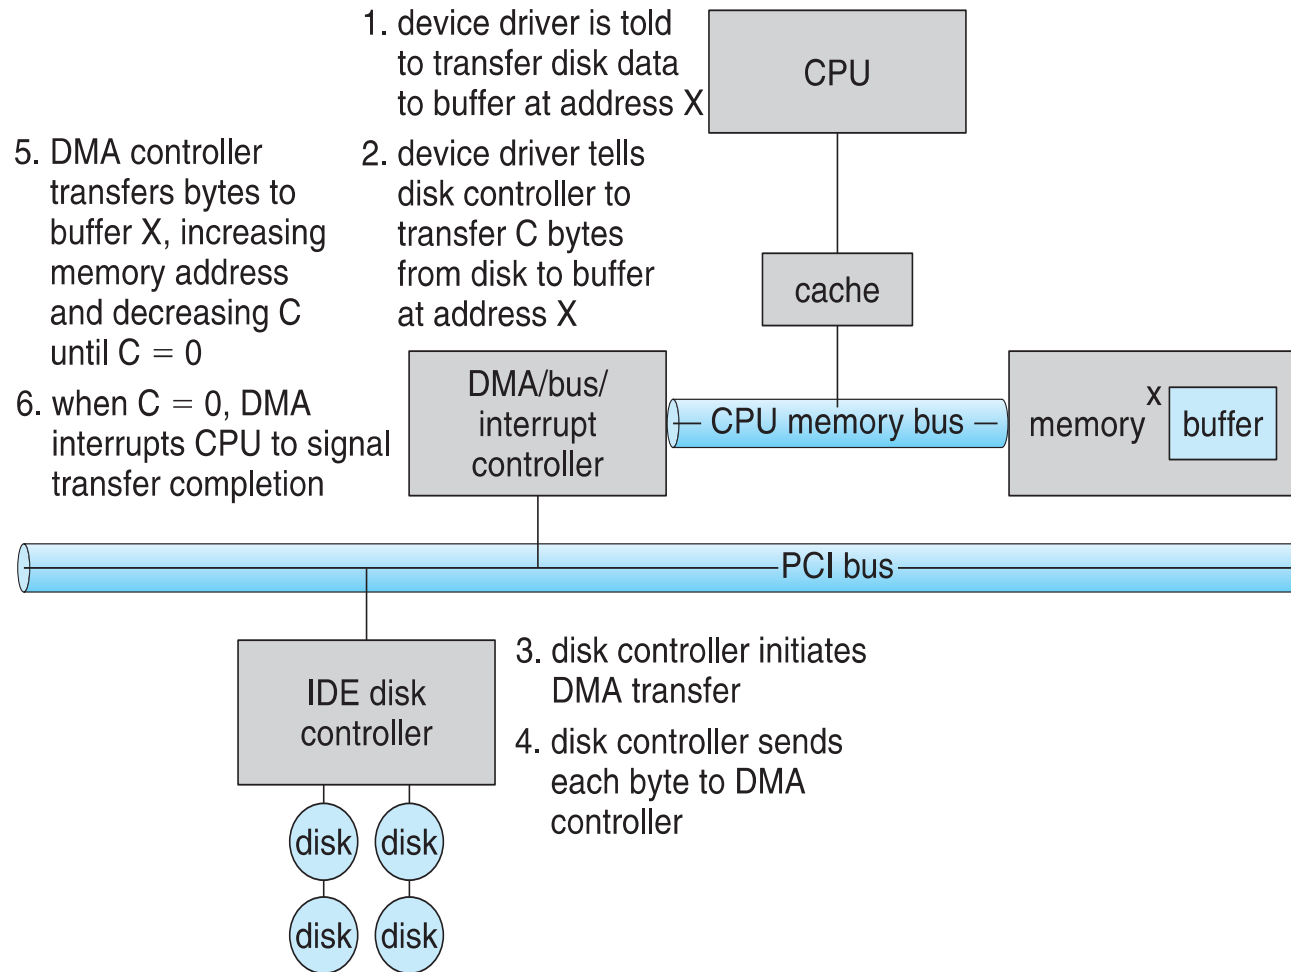 1. device driver is told
to transfer disk data
to buffer at address X
2. device driver tells
disk controller to
transfer C bytes
from disk to buffer
at address X
5. DMA controller
transfers bytes to
buffer X, increasing
memory address
and decreasing C
until C = 0
6. when C = 0, DMA
interrupts CPU to signal
transfer completion
CPU
cache
DMA/bus/
interrupt
controller
CPU memory bus
memory
x
buffer
PCI bus
IDE disk
controller
3. disk controller initiates
DMA transfer
4. disk controller sends
each byte to DMA
controller
disk
disk
disk
disk